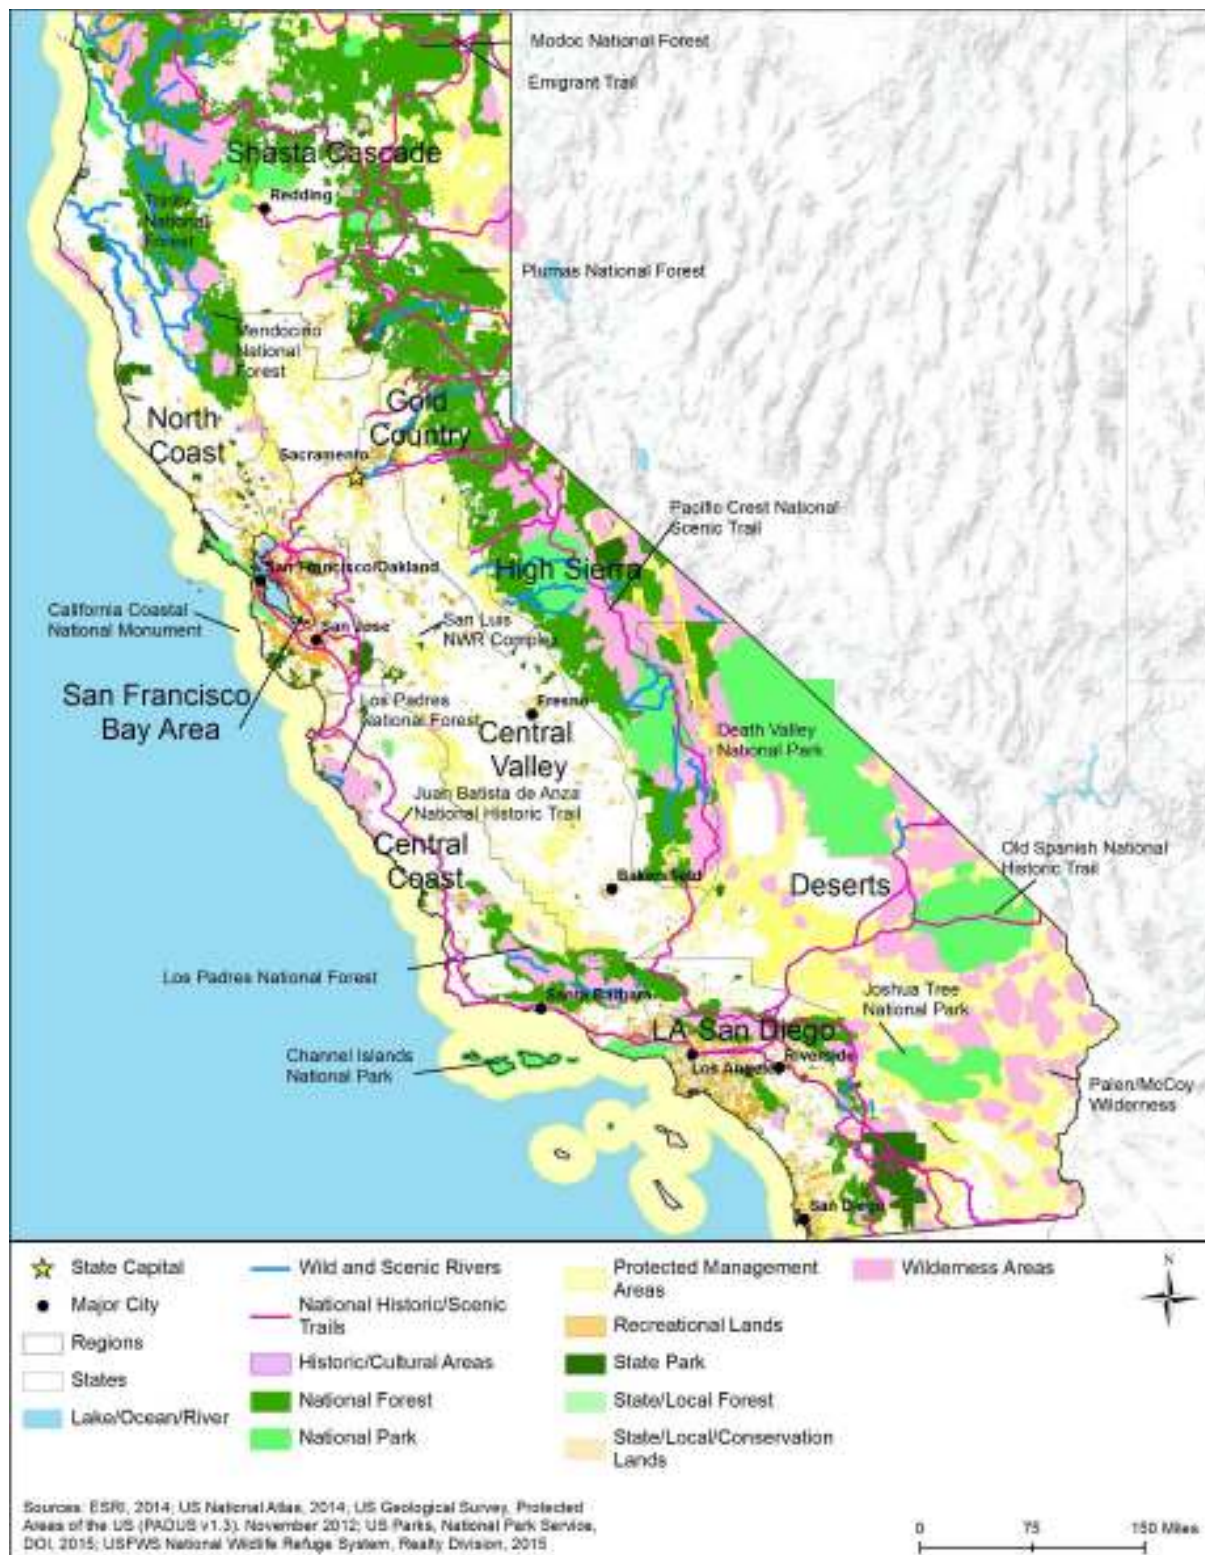 Modoc National Forest
Emigrant Trail
Shasta Cascade
Redding
Trinity
National
Forest
Plumas National Forest
Mendocino
National
Forest
North
Coast
Gold
Country
Sacramento
Pacific Crest National
Scenic Trail
High Sierra
San Francisco/Oakland
California Coastal
National Monument
San Jose
San Luis
NWR Complex
San Francisco
Bay Area
Los Padres
National Forest
Fresno
Central
Valley
Death Valley
National Park
Juan Batista de Anza
National Historic Trail
Central
Coast
Old Spanish National
Historic Trail
Bakersfield
Deserts
Los Padres National Forest
Santa Barbara
Joshua Tree
National Park
LA San Diego
Channel Islands
National Park
Los Angeles
Riverside
Palen/McCoy
Wilderness
San Diego
State Capital
Major City
Regions
States
Lake/Ocean/River
Wild and Scenic Rivers
National Historic/Scenic
Trails
Historic/Cultural Areas
National Forest
National Park
Protected Management
Areas
Recreational Lands
State Park
State/Local Forest
State/Local/Conservation
Lands
Wilderness Areas
N
Sources: ESRI, 2014; US National Atlas, 2014; US Geological Survey, Protected
Areas of the US (PADUS v1.3). November 2012; US Parks, National Park Service,
DOI, 2015; USFWS National Wildlife Refuge System, Realty Division, 2015
0 75 150 Miles